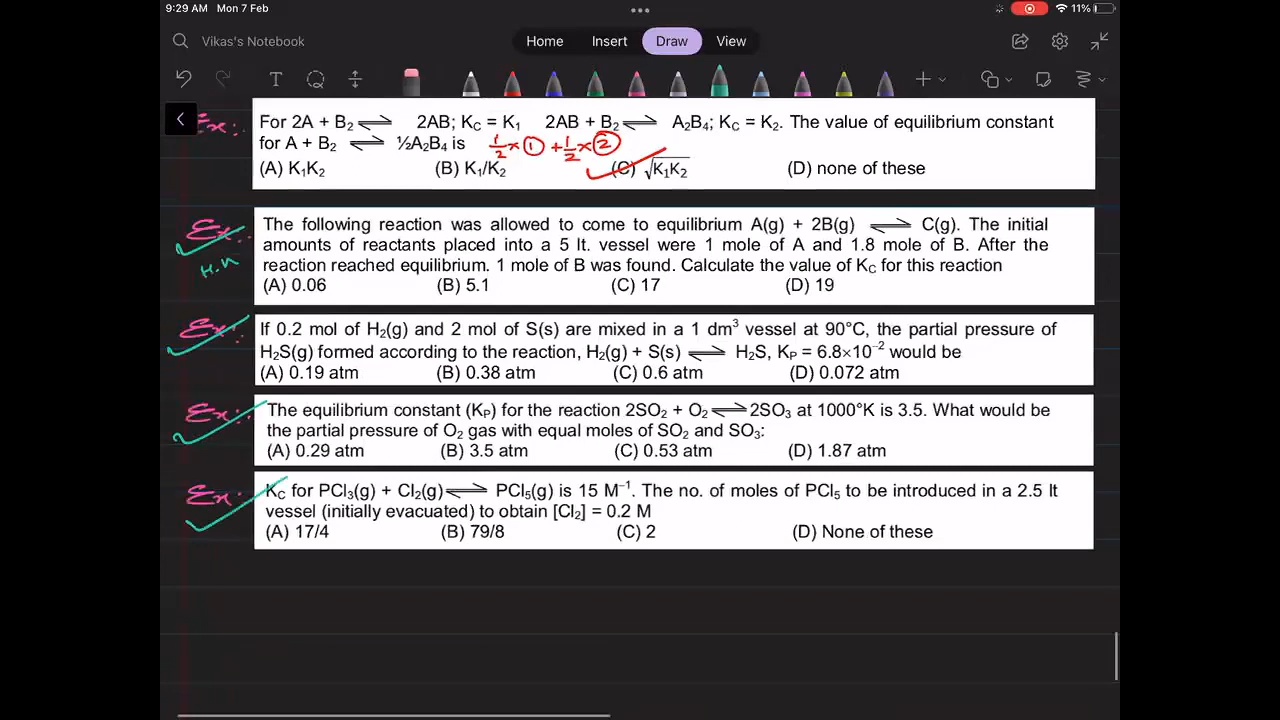 9:29 AM Mon 7 Feb
11%
Vikas's Notebook
Home Insert Draw View
Ex:
For 2A + B₂ ⇌ 2AB; K_C = K₁ 2AB + B₂ ⇌ A₂B₄; K_C = K₂. The value of equilibrium constant
for A + B₂ ⇌ ½A₂B₄ is ½ × ① + ½ × ②
(A) K₁K₂ (B) K₁/K₂ (C) √K₁K₂ (D) none of these
Ex:
H.W
The following reaction was allowed to come to equilibrium A(g) + 2B(g) ⇌ C(g). The initial
amounts of reactants placed into a 5 lt. vessel were 1 mole of A and 1.8 mole of B. After the
reaction reached equilibrium. 1 mole of B was found. Calculate the value of K_C for this reaction
(A) 0.06 (B) 5.1 (C) 17 (D) 19
Ex:
If 0.2 mol of H₂(g) and 2 mol of S(s) are mixed in a 1 dm³ vessel at 90°C, the partial pressure of
H₂S(g) formed according to the reaction, H₂(g) + S(s) ⇌ H₂S, K_P = 6.8×10⁻² would be
(A) 0.19 atm (B) 0.38 atm (C) 0.6 atm (D) 0.072 atm
Ex:
The equilibrium constant (K_P) for the reaction 2SO₂ + O₂ ⇌ 2SO₃ at 1000°K is 3.5. What would be
the partial pressure of O₂ gas with equal moles of SO₂ and SO₃:
(A) 0.29 atm (B) 3.5 atm (C) 0.53 atm (D) 1.87 atm
Ex:
K_C for PCl₃(g) + Cl₂(g) ⇌ PCl₅(g) is 15 M⁻¹. The no. of moles of PCl₅ to be introduced in a 2.5 lt
vessel (initially evacuated) to obtain [Cl₂] = 0.2 M
(A) 17/4 (B) 79/8 (C) 2 (D) None of these